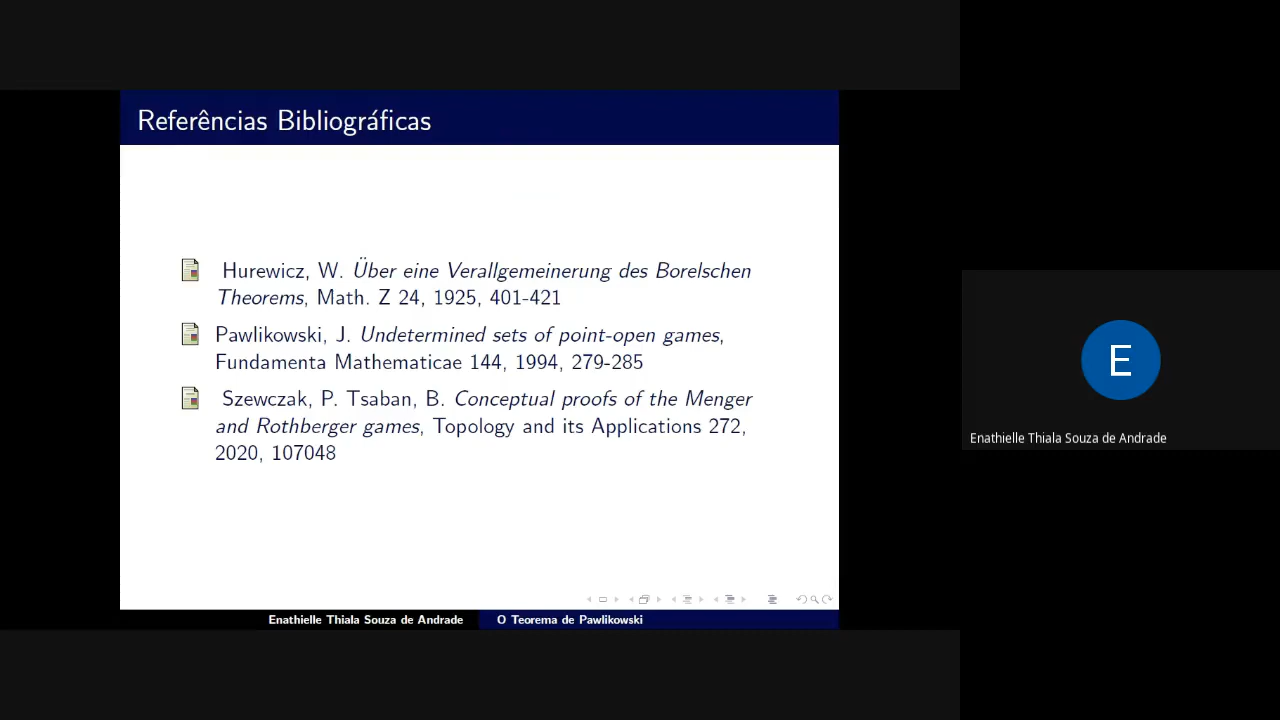 Referências Bibliográficas
Hurewicz, W. Über eine Verallgemeinerung des Borelschen
Theorems, Math. Z 24, 1925, 401-421
Pawlikowski, J. Undetermined sets of point-open games,
Fundamenta Mathematicae 144, 1994, 279-285
Szewczak, P. Tsaban, B. Conceptual proofs of the Menger
and Rothberger games, Topology and its Applications 272,
2020, 107048
Enathielle Thiala Souza de Andrade
O Teorema de Pawlikowski
E
Enathielle Thiala Souza de Andrade